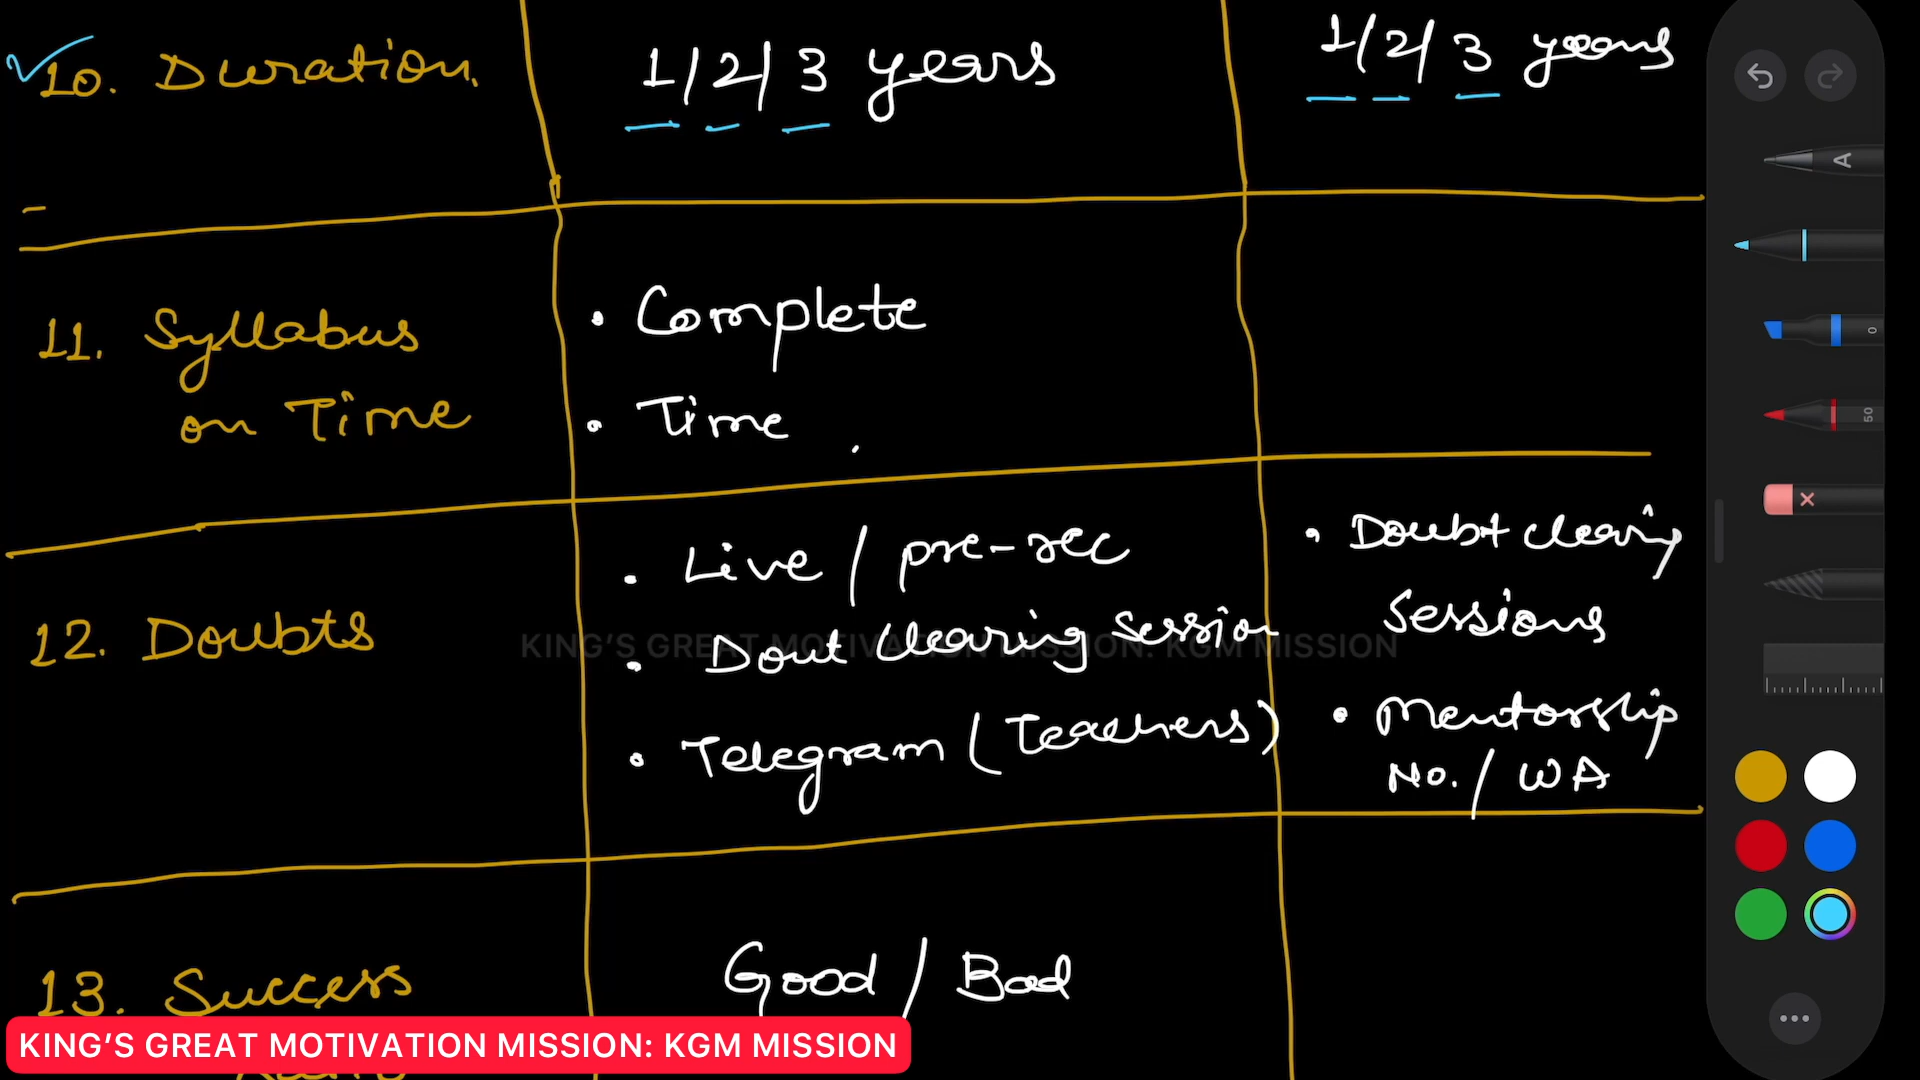 10. Duration
1/2/3 years
1/2/3 years
11. Syllabus
on Time
• Complete
• Time
12. Doubts
• Live / pre-rec
• Dout clearing session
• Telegram (Teachers)
• Doubt clearing
sessions
• Mentorship
No. / WA
KING'S GREAT MOTIVATION MISSION: KGM MISSION
13. Success
Good / Bad
KING'S GREAT MOTIVATION MISSION: KGM MISSION
A
0
50